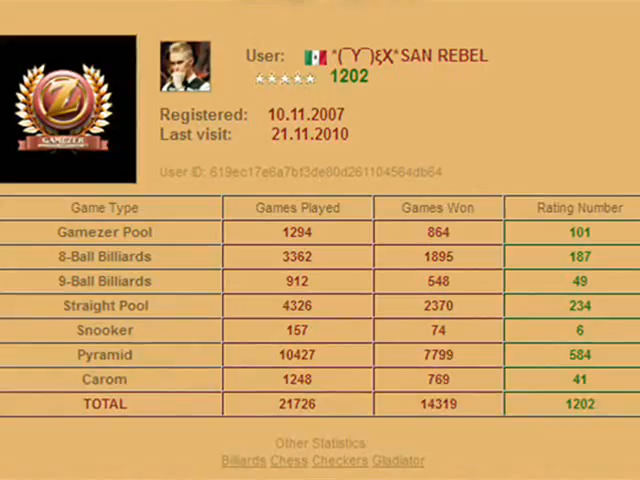 User: *(¯Y¯)ξX*SAN REBEL
1202
Registered: 10.11.2007
Last visit: 21.11.2010
GAMEZER
User ID: 619ec17e6a7bf3de80d261104564db64
Game Type Games Played Games Won Rating Number
Gamezer Pool 1294 864 101
8-Ball Billiards 3362 1895 187
9-Ball Billiards 912 548 49
Straight Pool 4326 2370 234
Snooker 157 74 6
Pyramid 10427 7799 584
Carom 1248 769 41
TOTAL 21726 14319 1202
Other Statistics
Billiards Chess Checkers Gladiator